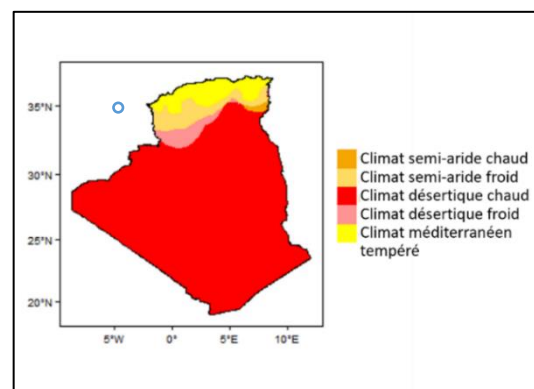 35°N
30°N
25°N
20°N
5°W 0° 5°E 10°E
Climat semi-aride chaud
Climat semi-aride froid
Climat désertique chaud
Climat désertique froid
Climat méditerranéen
tempéré